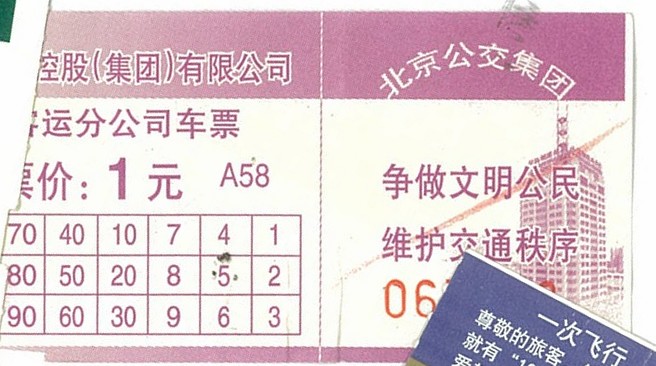 控股(集团)有限公司
客运分公司车票
票价:1元 A58
70 40 10 7 4 1
80 50 20 8 5 2
90 60 30 9 6 3
北京公交集团
争做文明公民
维护交通秩序
06
一次飞行
尊敬的旅客
就有